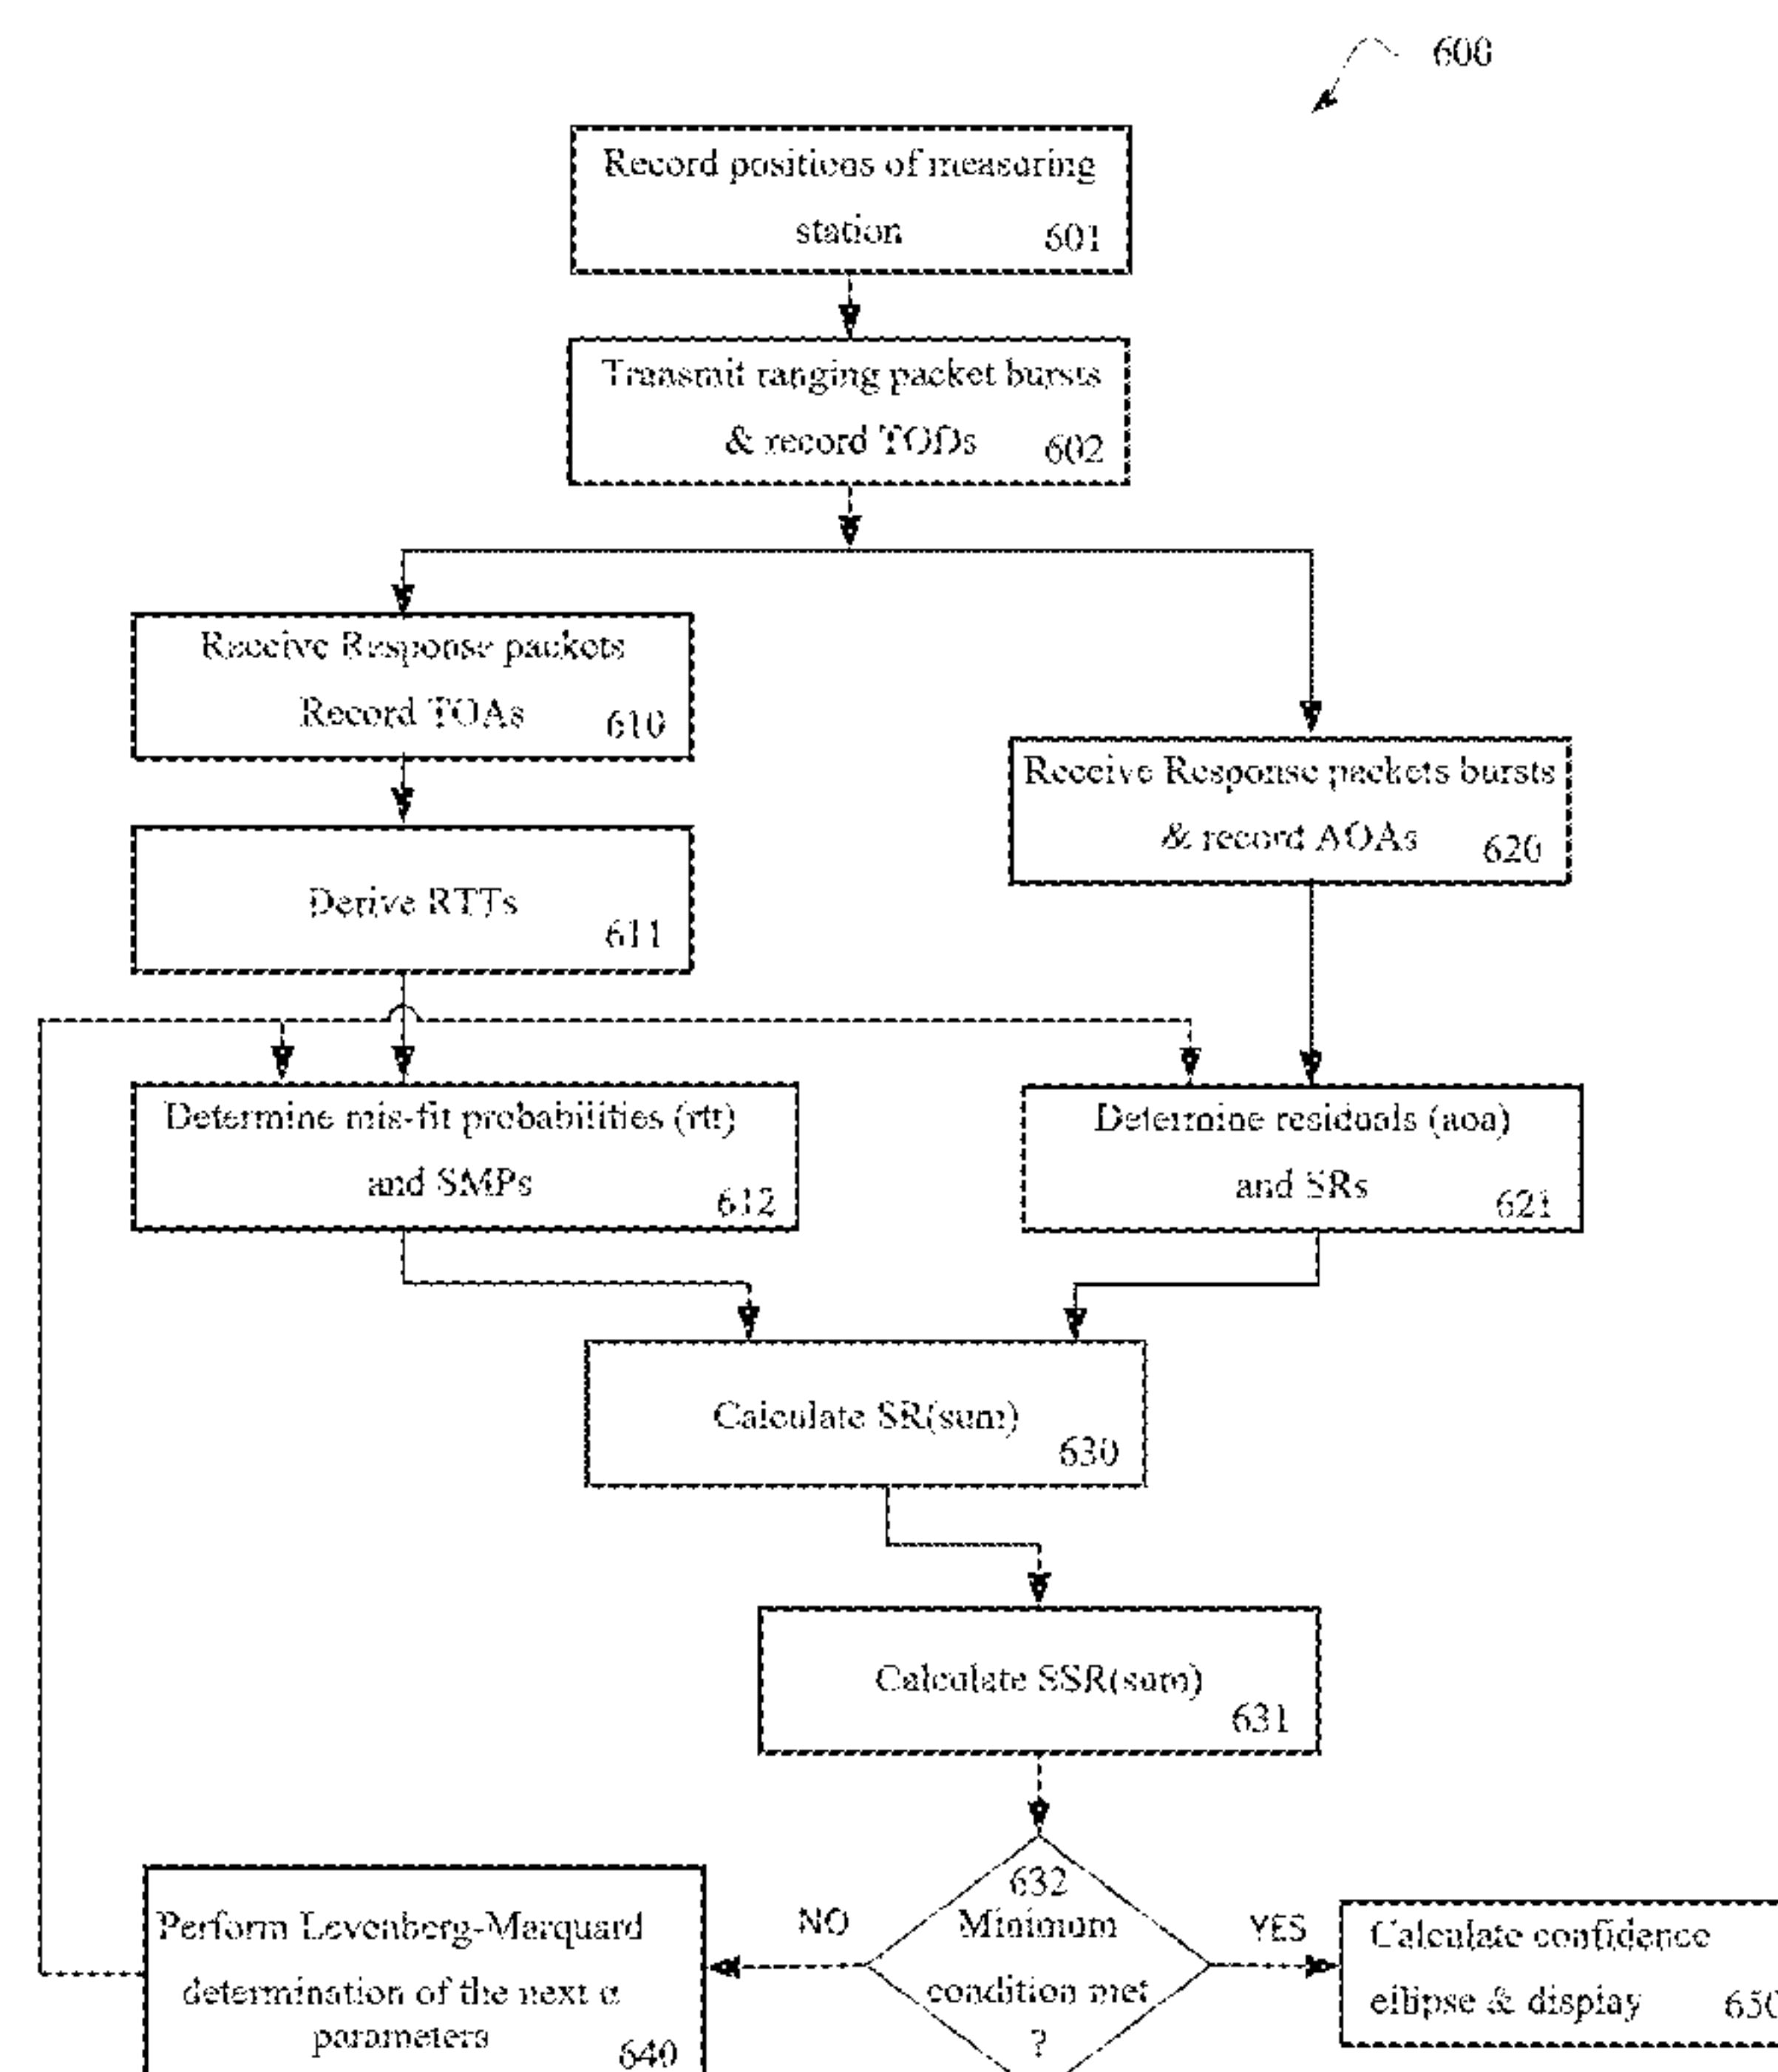 600
Record positions of measuring
station
601
Transmit ranging packet bursts
& record TODs
602
Receive Response packets
Record TOAs
610
Receive Response packets bursts
& record AOAs
620
Derive RTTs
611
Determine mis-fit probabilities (rtt)
and SMPs
612
Determine residuals (aoa)
and SRs
621
Calculate SR(sum)
630
Calculate SSR(sum)
631
632
Minimum
condition met
?
NO
YES
Perform Levenberg-Marquard
determination of the next α
parameters
640
Calculate confidence
ellipse & display
650